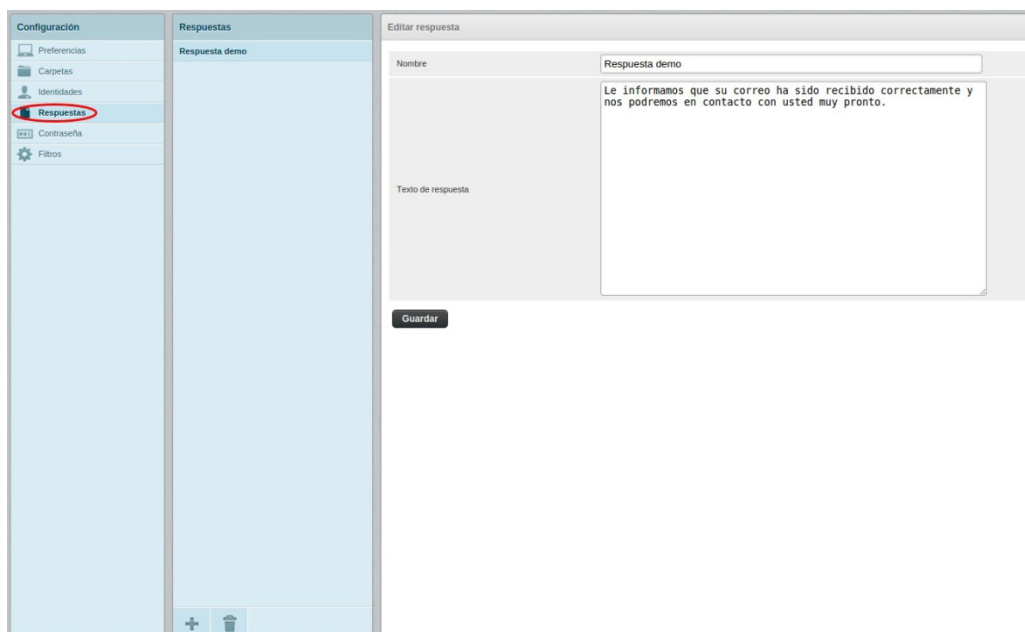 Configuración
Preferencias
Carpetas
Identidades
Respuestas
Contraseña
Filtros
Respuestas
Respuesta demo
Editar respuesta
Nombre
Respuesta demo
Texto de respuesta
Le informamos que su correo ha sido recibido correctamente y
nos podremos en contacto con usted muy pronto.
Guardar